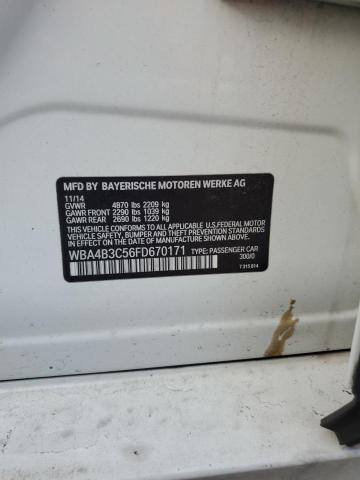 MFD BY BAYERISCHE MOTOREN WERKE AG
11/14
GVWR 4870 lbs 2209 kg
GAWR FRONT 2290 lbs 1039 kg
GAWR REAR 2690 lbs 1220 kg
THIS VEHICLE CONFORMS TO ALL APPLICABLE U.S.FEDERAL MOTOR
VEHICLE SAFETY, BUMPER, AND THEFT PREVENTION STANDARDS IN
EFFECT ON THE DATE OF MANUFACTURE SHOWN ABOVE.
WBA4B3C56FD670171 TYPE: PASSENGER CAR
300/0
7 315 014